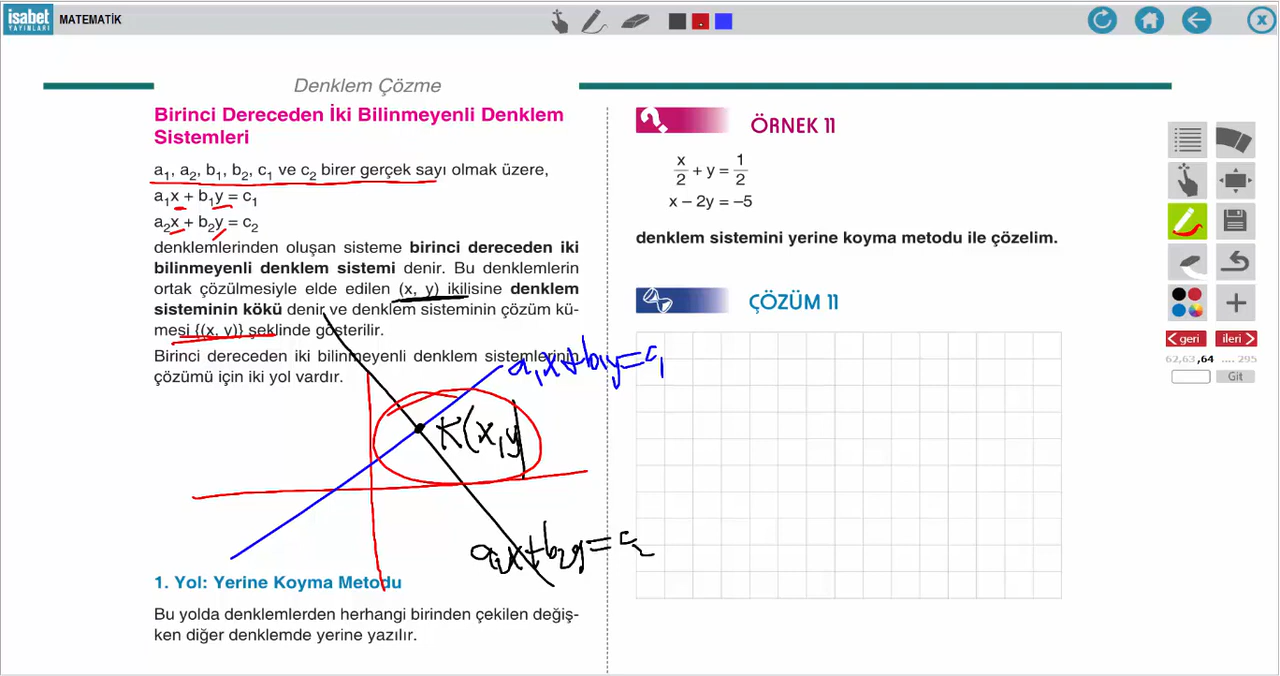 isabet
YAYINLARI
MATEMATİK
Denklem Çözme
Birinci Dereceden İki Bilinmeyenli Denklem
Sistemleri
a₁, a₂, b₁, b₂, c₁ ve c₂ birer gerçek sayı olmak üzere,
a₁x + b₁y = c₁
a₂x + b₂y = c₂
denklemlerinden oluşan sisteme birinci dereceden iki
bilinmeyenli denklem sistemi denir. Bu denklemlerin
ortak çözülmesiyle elde edilen (x, y) ikilisine denklem
sisteminin kökü denir ve denklem sisteminin çözüm kü-
mesi {(x, y)} şeklinde gösterilir.
Birinci dereceden iki bilinmeyenli denklem sistemlerinin
çözümü için iki yol vardır.
a₁x+b₁y=c₁
K(x,y)
a₂x+b₂y=c₂
1. Yol: Yerine Koyma Metodu
Bu yolda denklemlerden herhangi birinden çekilen değiş-
ken diğer denklemde yerine yazılır.
ÖRNEK 11
x/2 + y = 1/2
x – 2y = –5
denklem sistemini yerine koyma metodu ile çözelim.
ÇÖZÜM 11
geri
ileri
62,63,64 .... 295
Git